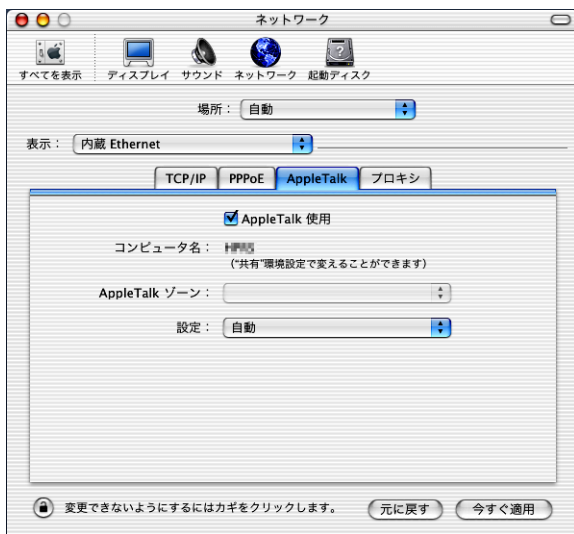 ネットワーク
すべてを表示 ディスプレイ サウンド ネットワーク 起動ディスク
場所： 自動
表示： 内蔵 Ethernet
TCP/IP PPPoE AppleTalk プロキシ
AppleTalk 使用
コンピュータ名：
（“共有”環境設定で変えることができます）
AppleTalk ゾーン：
設定： 自動
変更できないようにするにはカギをクリックします。 元に戻す 今すぐ適用